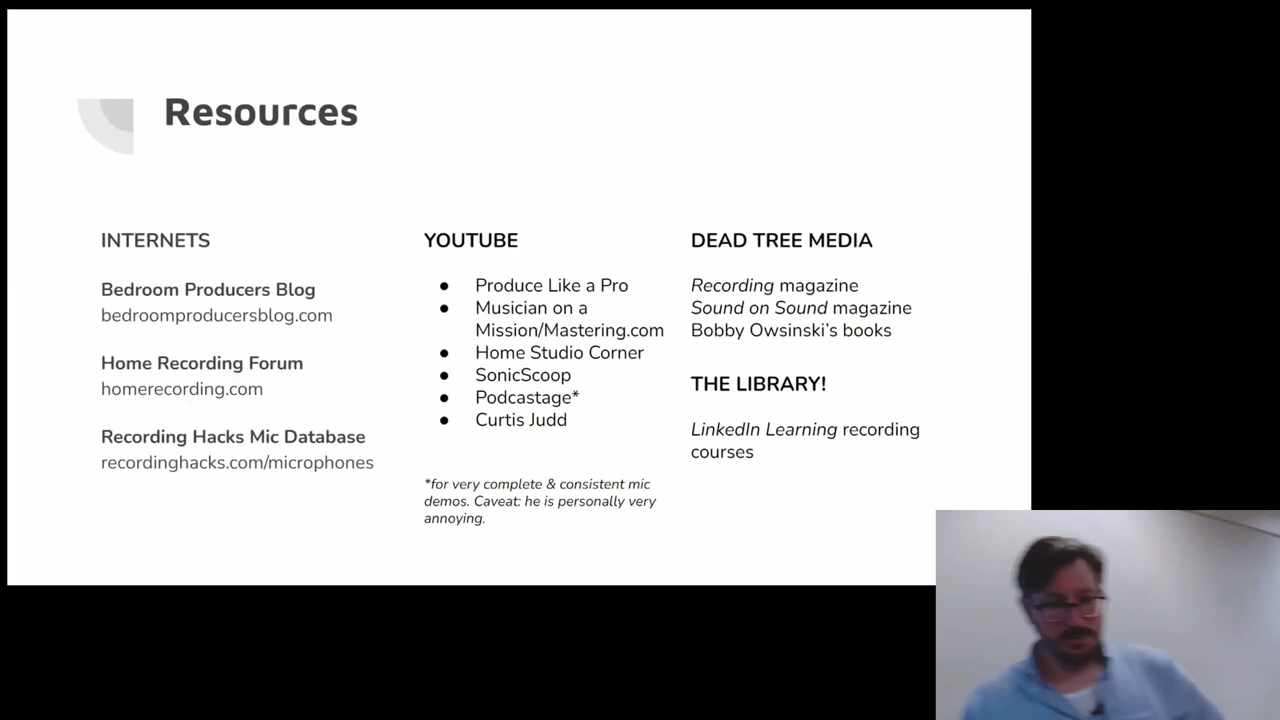 Resources
INTERNETS
Bedroom Producers Blog
bedroomproducersblog.com
Home Recording Forum
homerecording.com
Recording Hacks Mic Database
recordinghacks.com/microphones
YOUTUBE
● Produce Like a Pro
● Musician on a
Mission/Mastering.com
● Home Studio Corner
● SonicScoop
● Podcastage*
● Curtis Judd
*for very complete & consistent mic
demos. Caveat: he is personally very
annoying.
DEAD TREE MEDIA
Recording magazine
Sound on Sound magazine
Bobby Owsinski’s books
THE LIBRARY!
LinkedIn Learning recording
courses